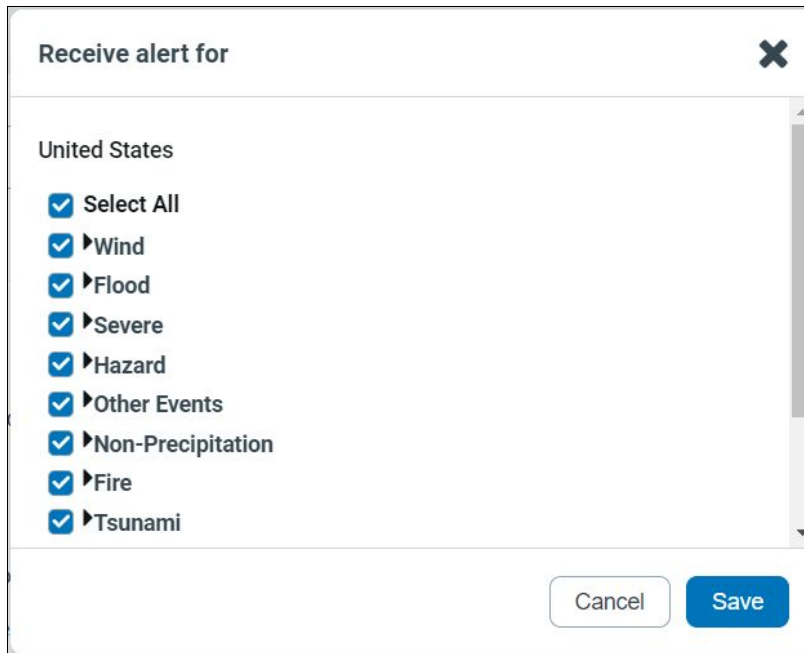 Receive alert for
United States
Select All
Wind
Flood
Severe
Hazard
Other Events
Non-Precipitation
Fire
Tsunami
Cancel
Save